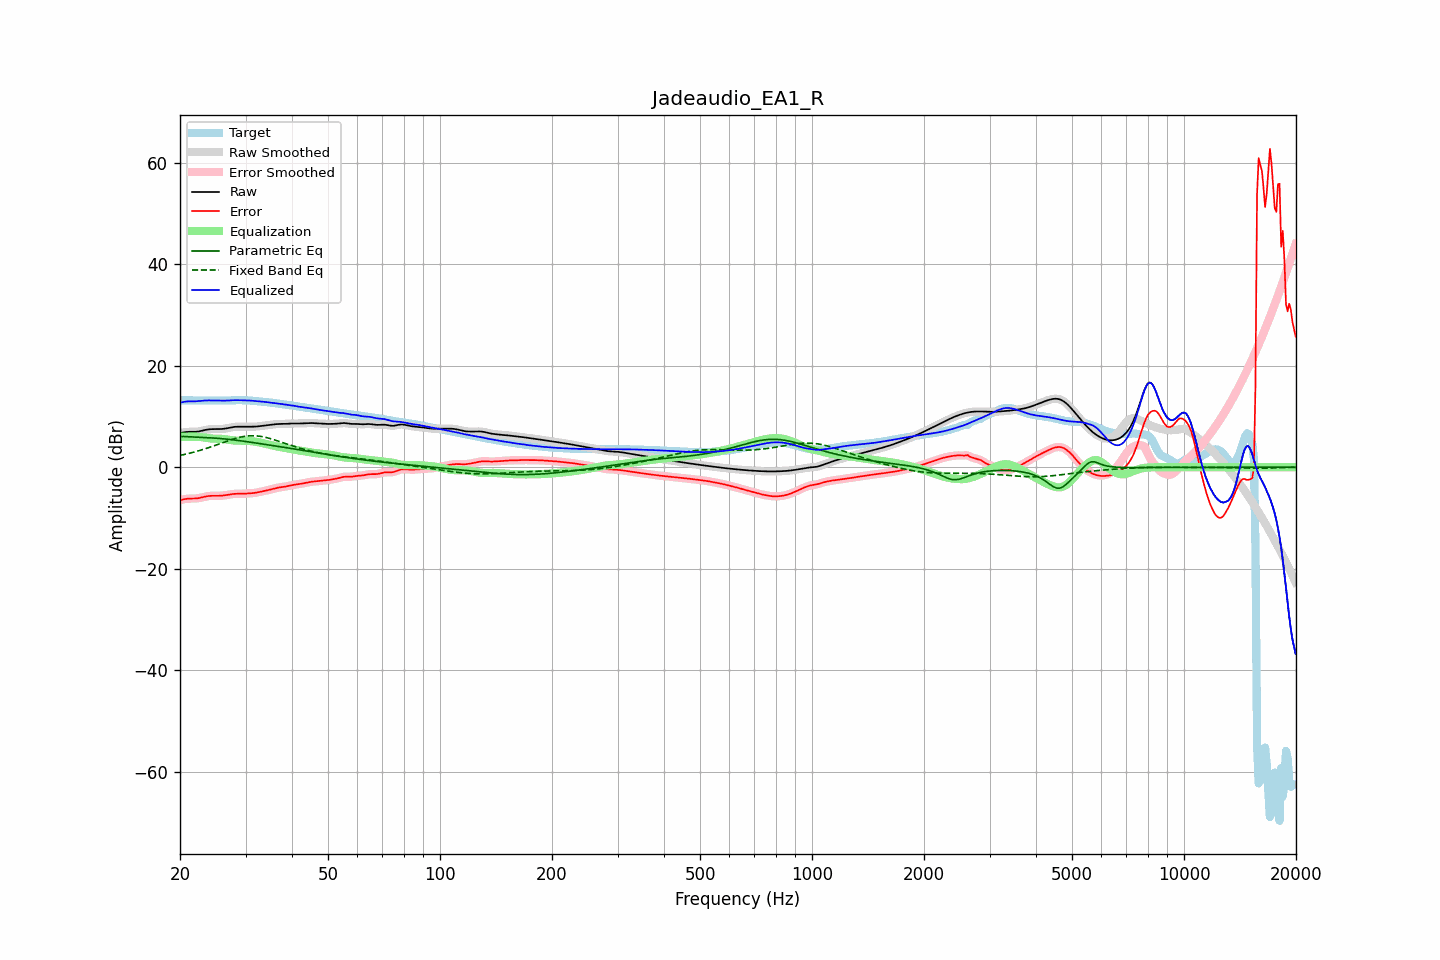 Jadeaudio_EA1_R
Target
Raw Smoothed
Error Smoothed
Raw
Error
Equalization
Parametric Eq
Fixed Band Eq
Equalized
60
40
20
0
−20
−40
−60
Amplitude (dBr)
20 50 100 200 500 1000 2000 5000 10000 20000
Frequency (Hz)